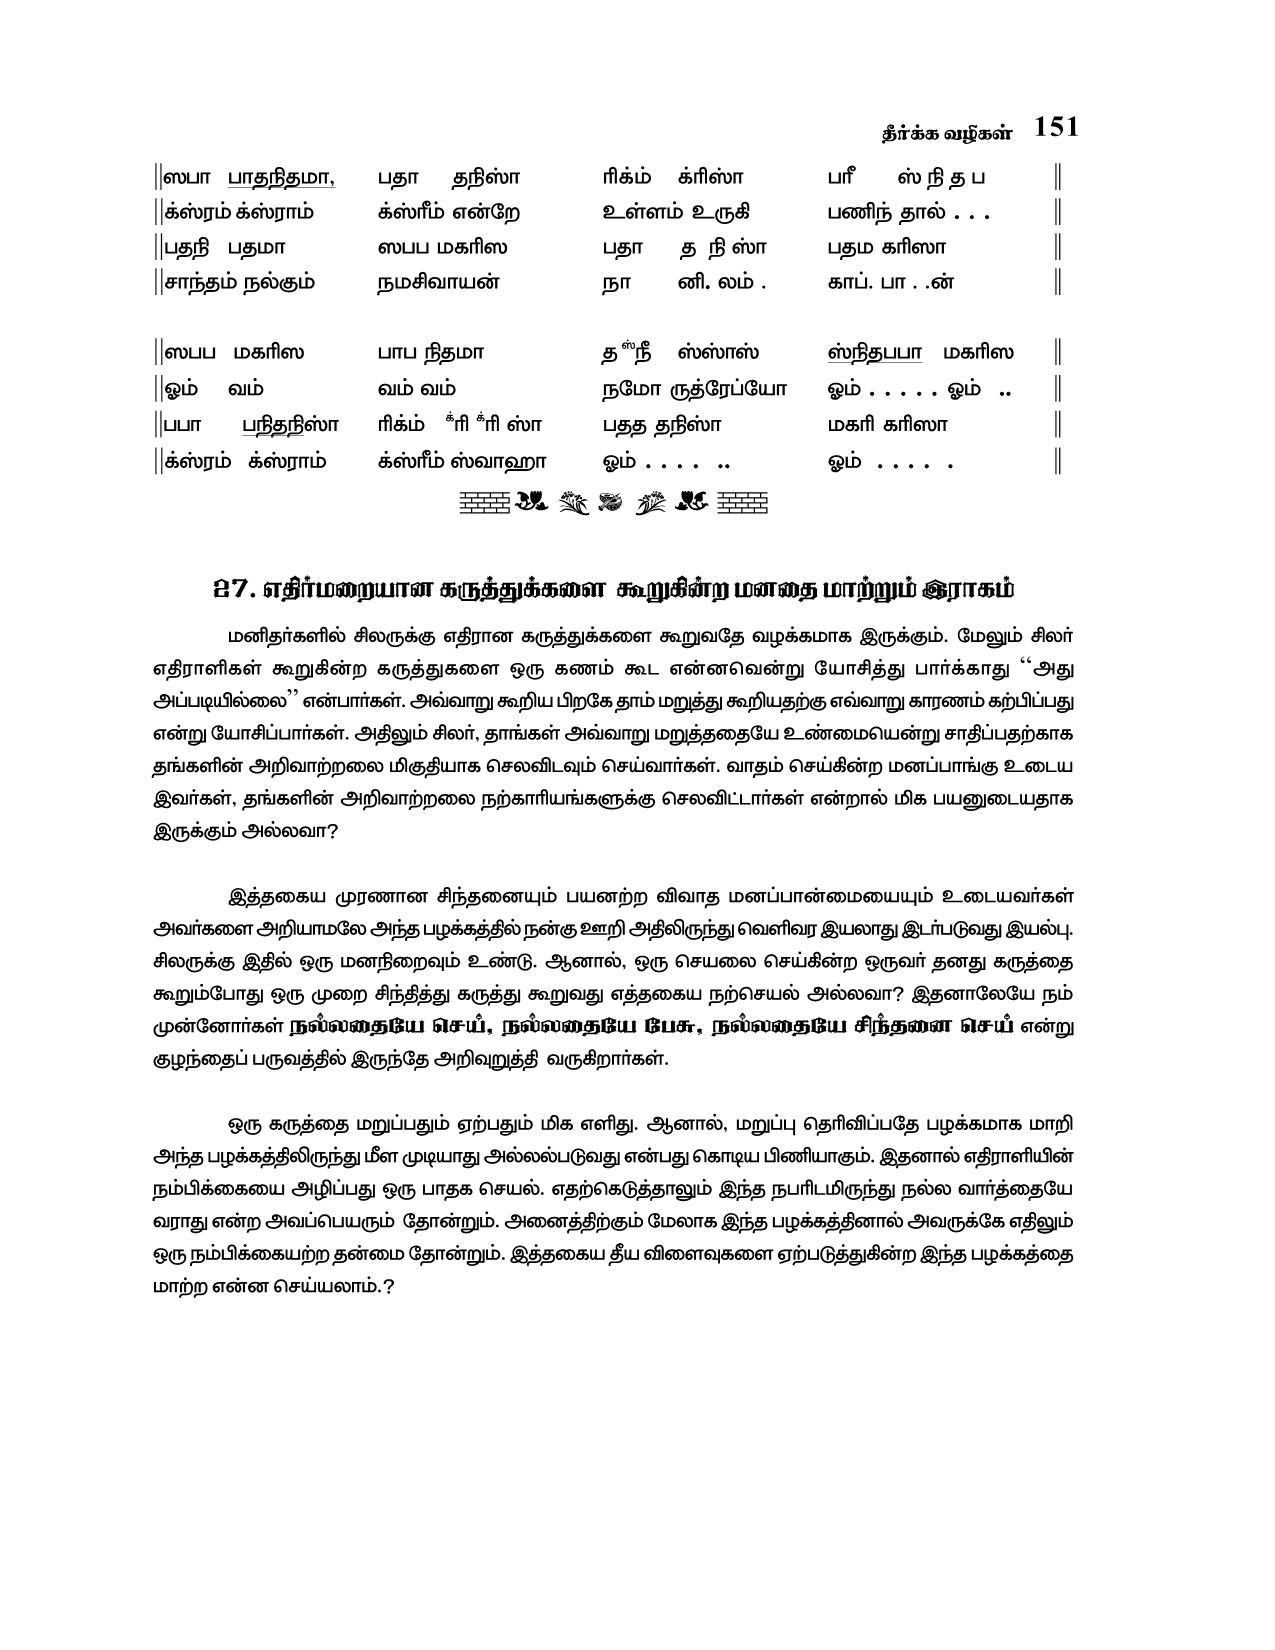 தீர்க்க வழிகள் 151
||ஸபா பாதநிதமா, பதா தநிஸ்ா ரிக்ம் க்ரிஸ்ா பரீ ஸ் நி த ப ||
||க்ஸ்ரம் க்ஸ்ராம் க்ஸ்ரீம் என்றே உள்ளம் உருகி பணிந் தால் . . . ||
||பதநி பதமா ஸபப மகரிஸ பதா த நி ஸ்ா பதம கரிஸா ||
||சாந்தம் நல்கும் நமசிவாயன் நா னி. லம் . காப். பா . .ன் ||
||ஸபப மகரிஸ பாப நிதமா த ஸ்நீ ஸ்ஸ்ாஸ் ஸ்நிதபபா மகரிஸ ||
||ஓம் வம் வம் வம் நமோ ருத்ரேப்யோ ஓம் . . . . . ஓம் .. ||
||பபா பநிதநிஸ்ா ரிக்ம் க்ரி க்ரி ஸ்ா பதத தநிஸ்ா மகரி கரிஸா ||
||க்ஸ்ரம் க்ஸ்ராம் க்ஸ்ரீம் ஸ்வாஹா ஓம் . . . . .. ஓம் . . . . . ||
27. எதிர்மறையான கருத்துக்களை கூறுகின்ற மனதை மாற்றும் இராகம்
மனிதர்களில் சிலருக்கு எதிரான கருத்துக்களை கூறுவதே வழக்கமாக இருக்கும். மேலும் சிலர்
எதிராளிகள் கூறுகின்ற கருத்துகளை ஒரு கணம் கூட என்னவென்று யோசித்து பார்க்காது “அது
அப்படியில்லை” என்பார்கள். அவ்வாறு கூறிய பிறகே தாம் மறுத்து கூறியதற்கு எவ்வாறு காரணம் கற்பிப்பது
என்று யோசிப்பார்கள். அதிலும் சிலர், தாங்கள் அவ்வாறு மறுத்ததையே உண்மையென்று சாதிப்பதற்காக
தங்களின் அறிவாற்றலை மிகுதியாக செலவிடவும் செய்வார்கள். வாதம் செய்கின்ற மனப்பாங்கு உடைய
இவர்கள், தங்களின் அறிவாற்றலை நற்காரியங்களுக்கு செலவிட்டார்கள் என்றால் மிக பயனுடையதாக
இருக்கும் அல்லவா?
இத்தகைய முரணான சிந்தனையும் பயனற்ற விவாத மனப்பான்மையையும் உடையவர்கள்
அவர்களை அறியாமலே அந்த பழக்கத்தில் நன்கு ஊறி அதிலிருந்து வெளிவர இயலாது இடர்படுவது இயல்பு.
சிலருக்கு இதில் ஒரு மனநிறைவும் உண்டு. ஆனால், ஒரு செயலை செய்கின்ற ஒருவர் தனது கருத்தை
கூறும்போது ஒரு முறை சிந்தித்து கருத்து கூறுவது எத்தகைய நற்செயல் அல்லவா? இதனாலேயே நம்
முன்னோர்கள் நல்லதையே செய், நல்லதையே பேசு, நல்லதையே சிந்தனை செய் என்று
குழந்தைப் பருவத்தில் இருந்தே அறிவுறுத்தி வருகிறார்கள்.
ஒரு கருத்தை மறுப்பதும் ஏற்பதும் மிக எளிது. ஆனால், மறுப்பு தெரிவிப்பதே பழக்கமாக மாறி
அந்த பழக்கத்திலிருந்து மீள முடியாது அல்லல்படுவது என்பது கொடிய பிணியாகும். இதனால் எதிராளியின்
நம்பிக்கையை அழிப்பது ஒரு பாதக செயல். எதற்கெடுத்தாலும் இந்த நபரிடமிருந்து நல்ல வார்த்தையே
வராது என்ற அவப்பெயரும் தோன்றும். அனைத்திற்கும் மேலாக இந்த பழக்கத்தினால் அவருக்கே எதிலும்
ஒரு நம்பிக்கையற்ற தன்மை தோன்றும். இத்தகைய தீய விளைவுகளை ஏற்படுத்துகின்ற இந்த பழக்கத்தை
மாற்ற என்ன செய்யலாம்.?